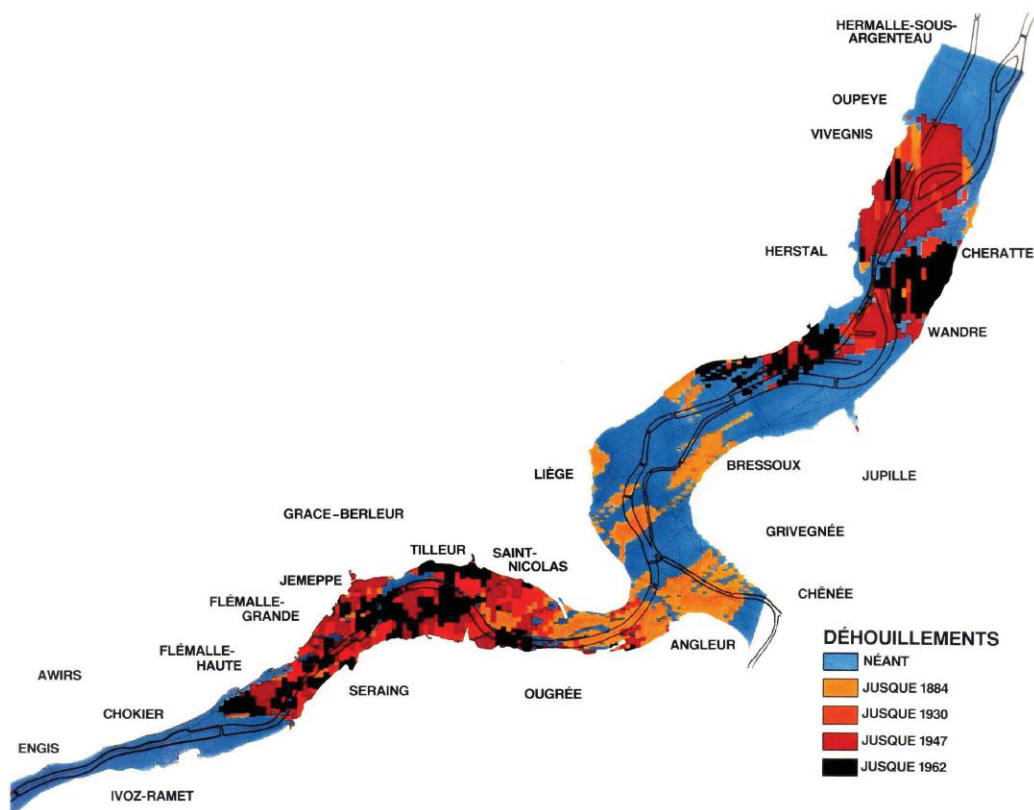 HERMALLE-SOUS-
ARGENTEAU
OUPEYE
VIVEGNIS
HERSTAL
CHERATTE
WANDRE
LIÈGE
BRESSOUX
JUPILLE
GRACE-BERLEUR
GRIVEGNÉE
TILLEUR
SAINT-
NICOLAS
JEMEPPE
CHÊNÉE
FLÉMALLE-
GRANDE
ANGLEUR
FLÉMALLE-
HAUTE
AWIRS
SERAING
OUGRÉE
CHOKIER
ENGIS
IVOZ-RAMET
DÉHOUILLEMENTS
NÉANT
JUSQUE 1884
JUSQUE 1930
JUSQUE 1947
JUSQUE 1962